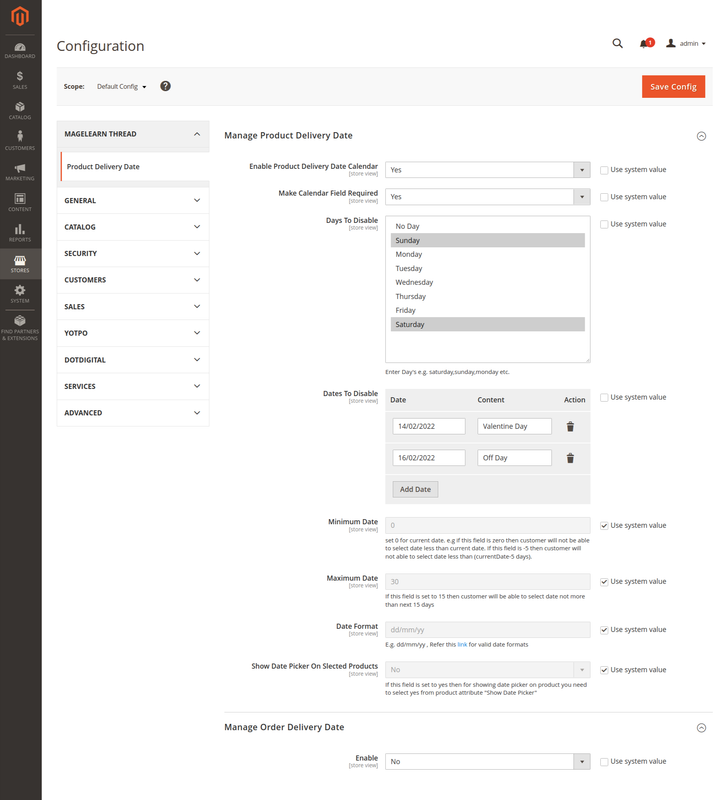 Configuration
1
admin
Scope:
Default Config
?
Save Config
DASHBOARD
SALES
CATALOG
CUSTOMERS
MARKETING
CONTENT
REPORTS
STORES
SYSTEM
FIND PARTNERS
& EXTENSIONS
MAGELEARN THREAD
Product Delivery Date
GENERAL
CATALOG
SECURITY
CUSTOMERS
SALES
YOTPO
DOTDIGITAL
SERVICES
ADVANCED
Manage Product Delivery Date
Enable Product Delivery Date Calendar
[store view]
Yes
Use system value
Make Calendar Field Required
[store view]
Yes
Use system value
Days To Disable
[store view]
No Day
Sunday
Monday
Tuesday
Wednesday
Thursday
Friday
Saturday
Use system value
Enter Day's e.g. saturday,sunday,monday etc.
Dates To Disable
[store view]
Date Content Action
14/02/2022 Valentine Day
16/02/2022 Off Day
Add Date
Use system value
Minimum Date
[store view]
0
Use system value
set 0 for current date. e.g if this field is zero then customer will not be able
to select date less than current date. If this field is -5 then customer will
not able to select date less than (currentDate-5 days).
Maximum Date
[store view]
30
Use system value
If this field is set to 15 then customer will be able to select date not more
than next 15 days
Date Format
[store view]
dd/mm/yy
Use system value
E.g. dd/mm/yy , Refer this link for valid date formats
Show Date Picker On Slected Products
[store view]
No
Use system value
If this field is set to yes then for showing date picker on product you need
to select yes from product attribute "Show Date Picker"
Manage Order Delivery Date
Enable
[store view]
No
Use system value